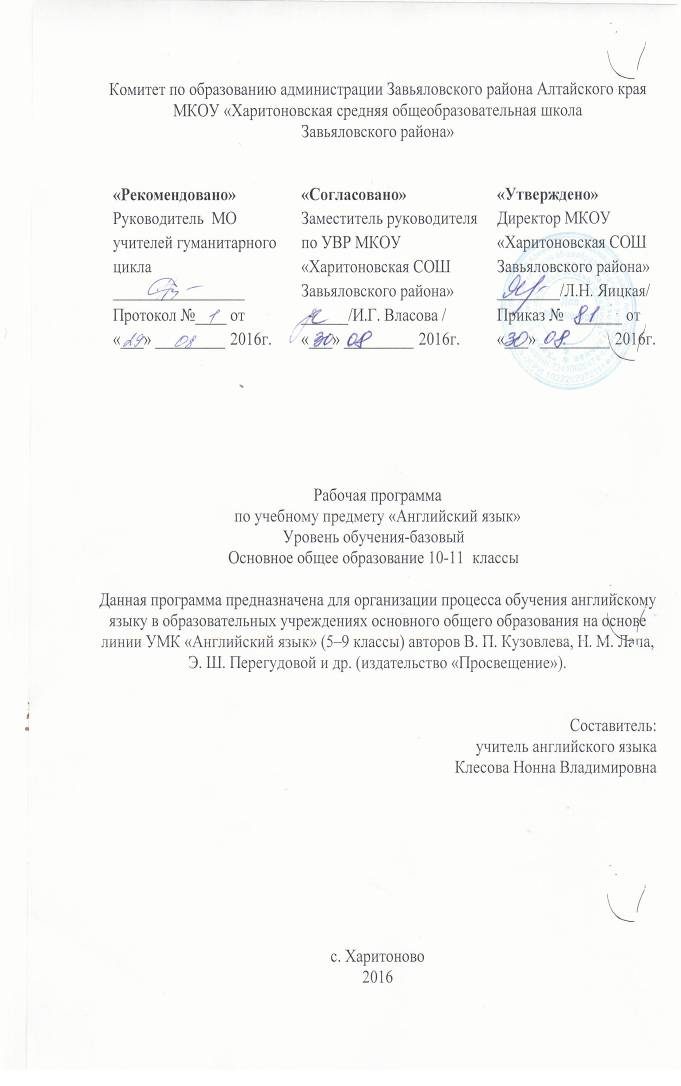 Комитет по образованию администрации Завьяловского района Алтайского края
МКОУ «Харитоновская средняя общеобразовательная школа
Завьяловского района»
«Рекомендовано»
Руководитель МО
учителей гуманитарного
цикла
Протокол № 1 от
«29» 08 2016г.
«Согласовано»
Заместитель руководителя
по УВР МКОУ
«Харитоновская СОШ
Завьяловского района»
/И.Г. Власова /
«30» 08 2016г.
«Утверждено»
Директор МКОУ
«Харитоновская СОШ
Завьяловского района»
/Л.Н. Яицкая/
Приказ № 81 от
«30» 08 2016г.
Рабочая программа
по учебному предмету «Английский язык»
Уровень обучения-базовый
Основное общее образование 10-11 классы
Данная программа предназначена для организации процесса обучения английскому
языку в образовательных учреждениях основного общего образования на основе
линии УМК «Английский язык» (5–9 классы) авторов В. П. Кузовлева, Н. М. Лапа,
Э. Ш. Перегудовой и др. (издательство «Просвещение»).
Составитель:
учитель английского языка
Клесова Нонна Владимировна
с. Харитоново
2016